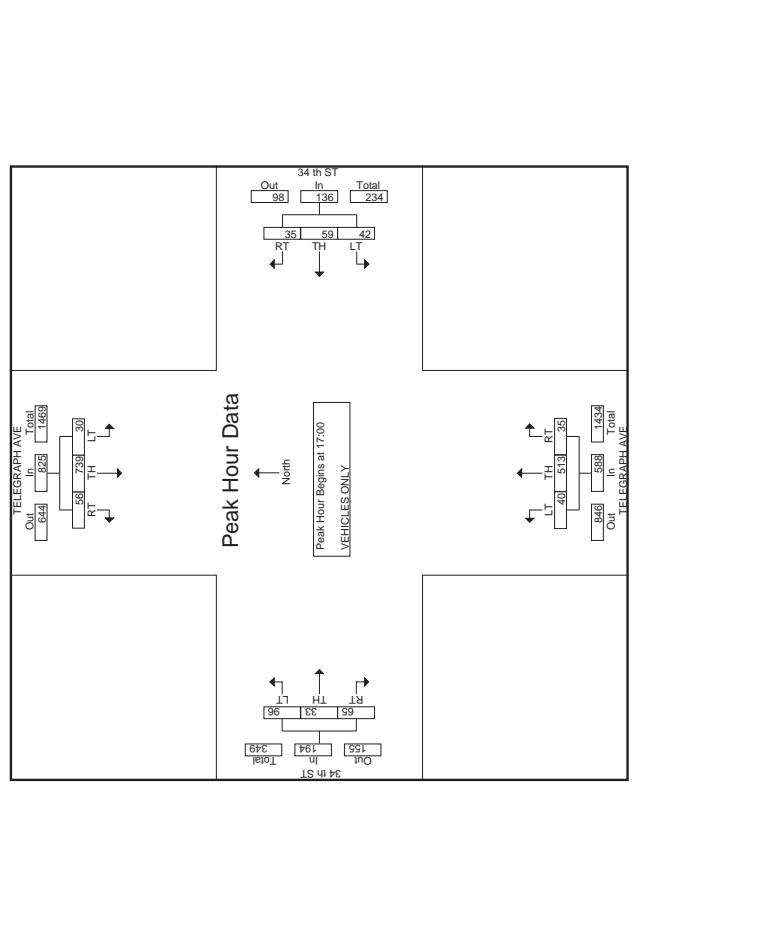 34 th ST
Out In Total
98 136 234
35 59 42
RT TH LT
TELEGRAPH AVE
Out In Total
644 825 1469
56 739 30
RT TH LT
Peak Hour Data
North
Peak Hour Begins at 17:00
VEHICLES ONLY
LT TH RT
40 513 35
846 588 1434
Out In Total
TELEGRAPH AVE
34 th ST
Out In Total
155 194 349
65 33 96
RT TH LT